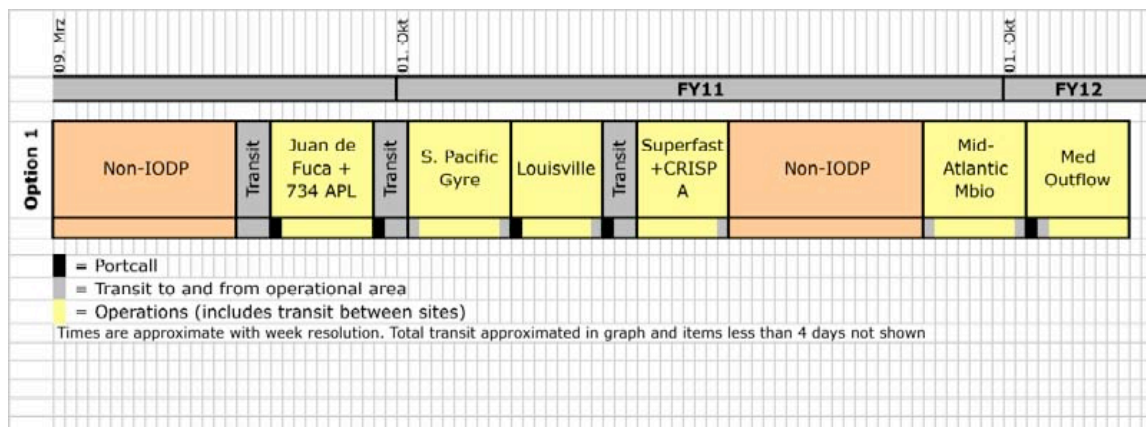 09. Mrz
01. Okt
01. Okt
FY11
FY12
Option 1
Non-IODP
Transit
Juan de
Fuca +
734 APL
Transit
S. Pacific
Gyre
Louisville
Transit
Superfast
+CRISP
A
Non-IODP
Mid-
Atlantic
Mbio
Med
Outflow
= Portcall
= Transit to and from operational area
= Operations (includes transit between sites)
Times are approximate with week resolution. Total transit approximated in graph and items less than 4 days not shown